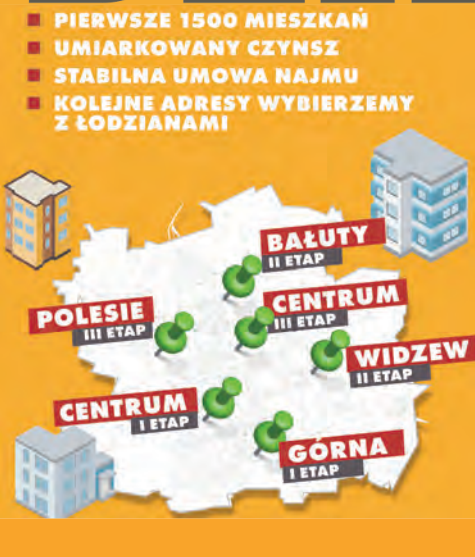 PIERWSZE 1500 MIESZKAŃ
UMIARKOWANY CZYNSZ
STABILNA UMOWA NAJMU
KOLEJNE ADRESY WYBIERZEMY
Z ŁODZIANAMI
BAŁUTY
II ETAP
CENTRUM
III ETAP
POLESIE
III ETAP
WIDZEW
II ETAP
CENTRUM
I ETAP
GÓRNA
I ETAP